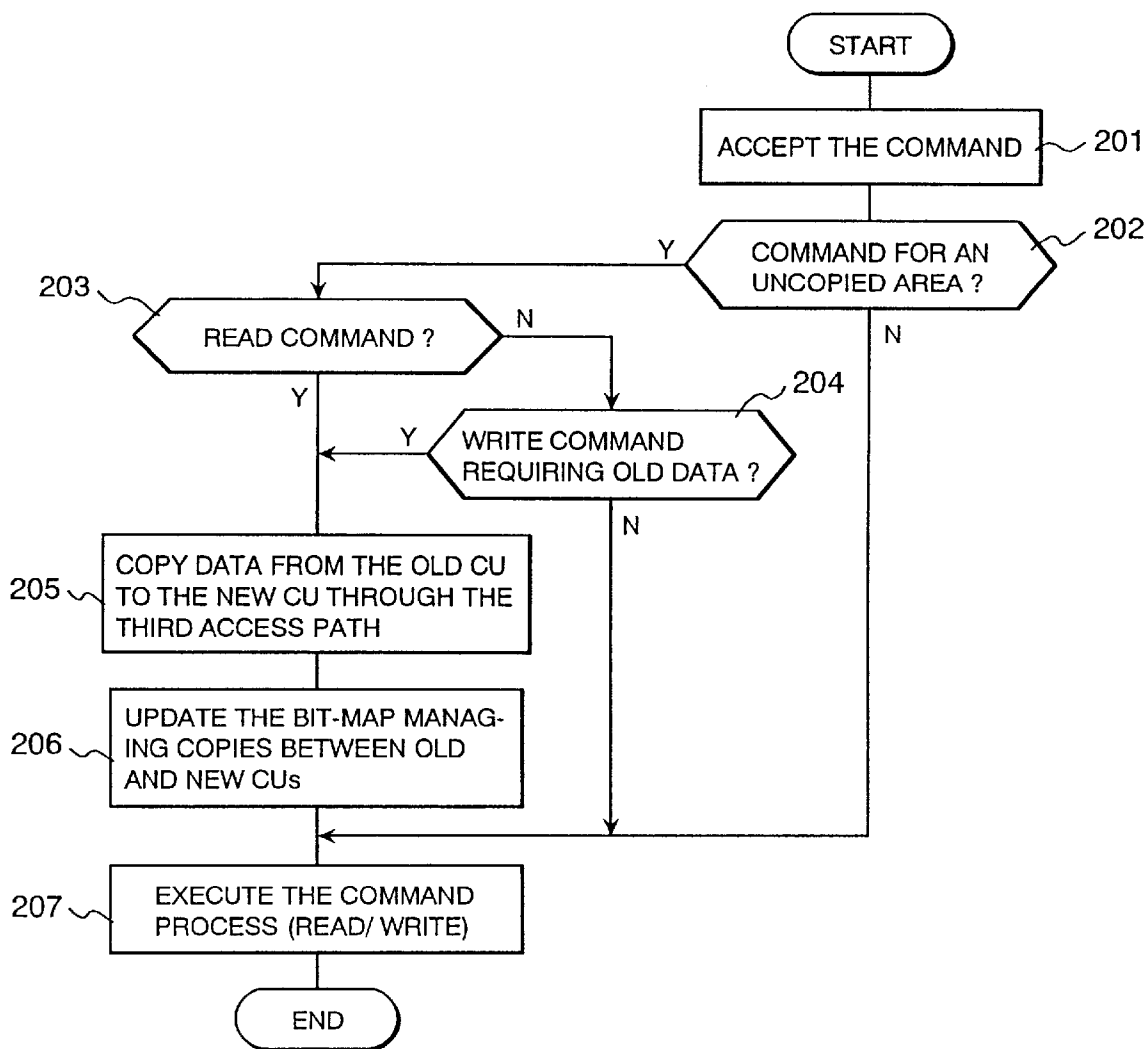 START
ACCEPT THE COMMAND
201
202
COMMAND FOR AN
UNCOPIED AREA ?
Y
N
203
READ COMMAND ?
N
Y
204
WRITE COMMAND
REQUIRING OLD DATA ?
Y
N
205
COPY DATA FROM THE OLD CU
TO THE NEW CU THROUGH THE
THIRD ACCESS PATH
206
UPDATE THE BIT-MAP MANAG-
ING COPIES BETWEEN OLD
AND NEW CUs
207
EXECUTE THE COMMAND
PROCESS (READ/ WRITE)
END